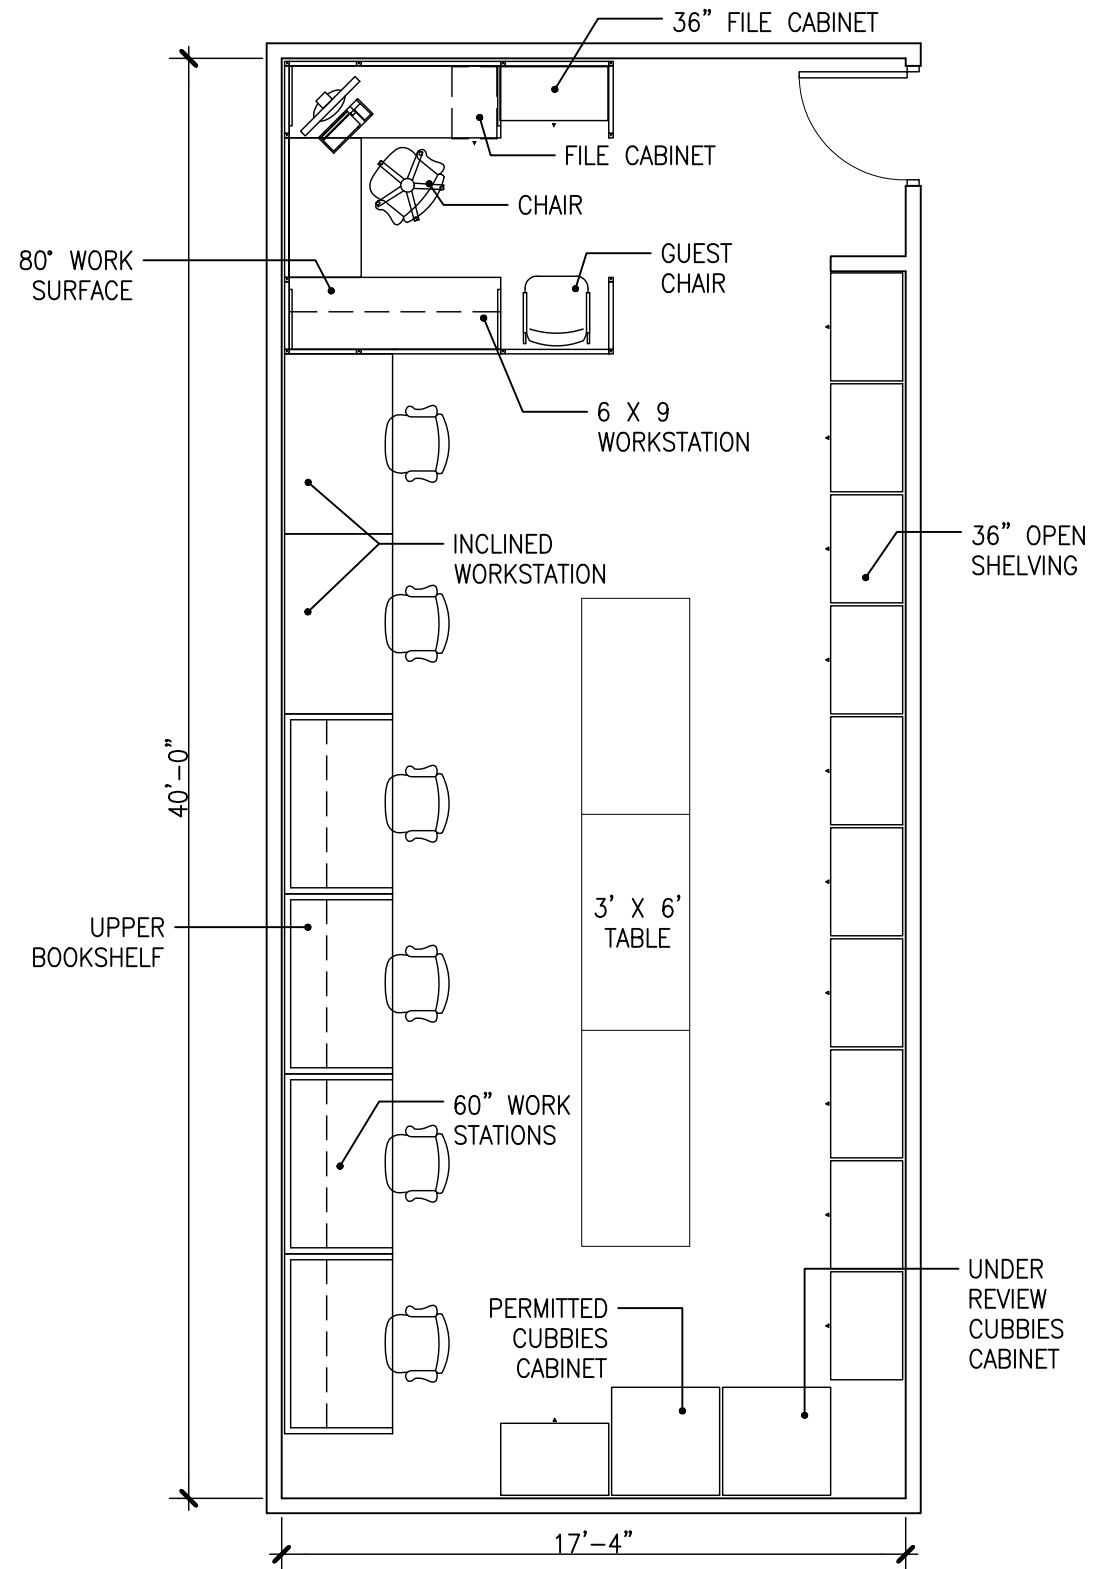 36” FILE CABINET
FILE CABINET
CHAIR
80° WORK
SURFACE
GUEST
CHAIR
6 X 9
WORKSTATION
INCLINED
WORKSTATION
36” OPEN
SHELVING
40’-0”
3’ X 6’
TABLE
UPPER
BOOKSHELF
60” WORK
STATIONS
PERMITTED
CUBBIES
CABINET
UNDER
REVIEW
CUBBIES
CABINET
17’-4”